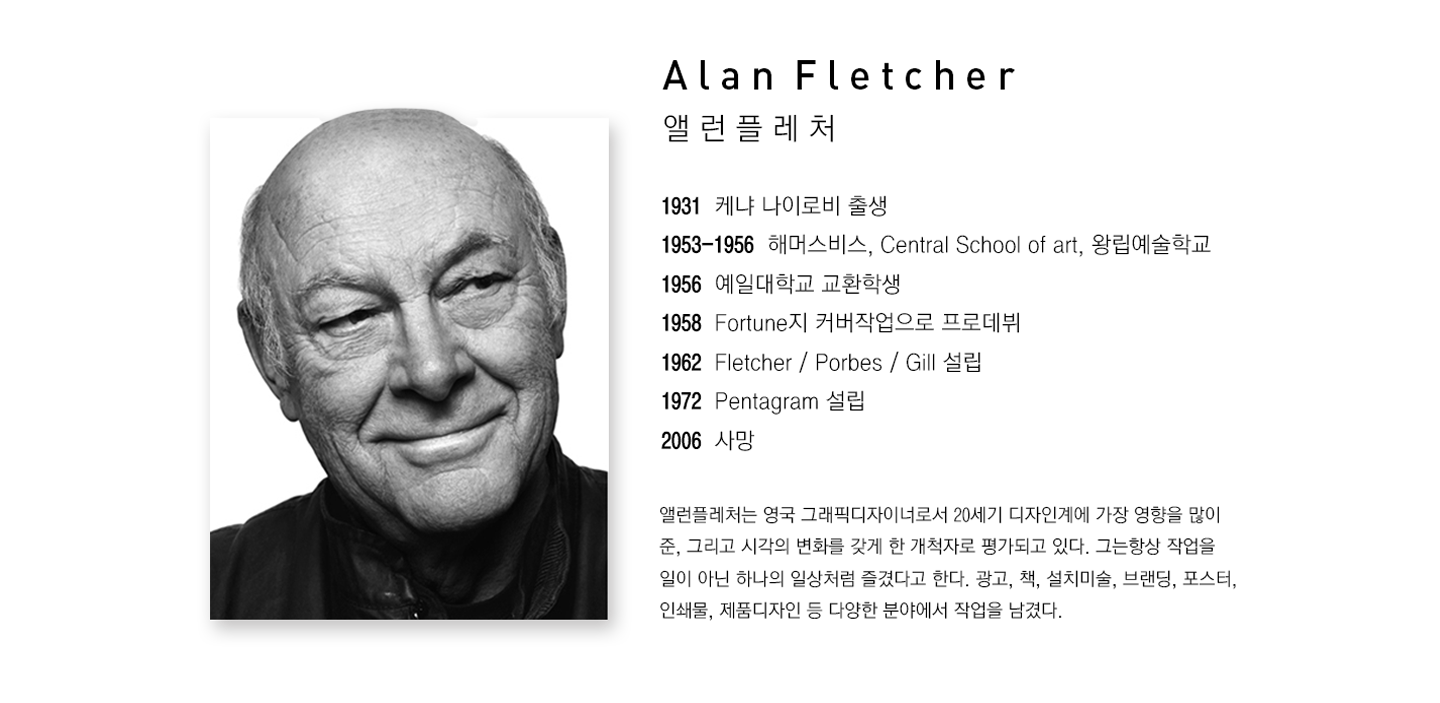 Alan Fletcher
앨런플레처
1931 케냐 나이로비 출생
1953-1956 해머스비스, Central School of art, 왕립예술학교
1956 예일대학교 교환학생
1958 Fortune지 커버작업으로 프로데뷔
1962 Fletcher / Porbes / Gill 설립
1972 Pentagram 설립
2006 사망
앨런플레처는 영국 그래픽디자이너로서 20세기 디자인계에 가장 영향을 많이
준, 그리고 시각의 변화를 갖게 한 개척자로 평가되고 있다. 그는항상 작업을
일이 아닌 하나의 일상처럼 즐겼다고 한다. 광고, 책, 설치미술, 브랜딩, 포스터,
인쇄물, 제품디자인 등 다양한 분야에서 작업을 남겼다.